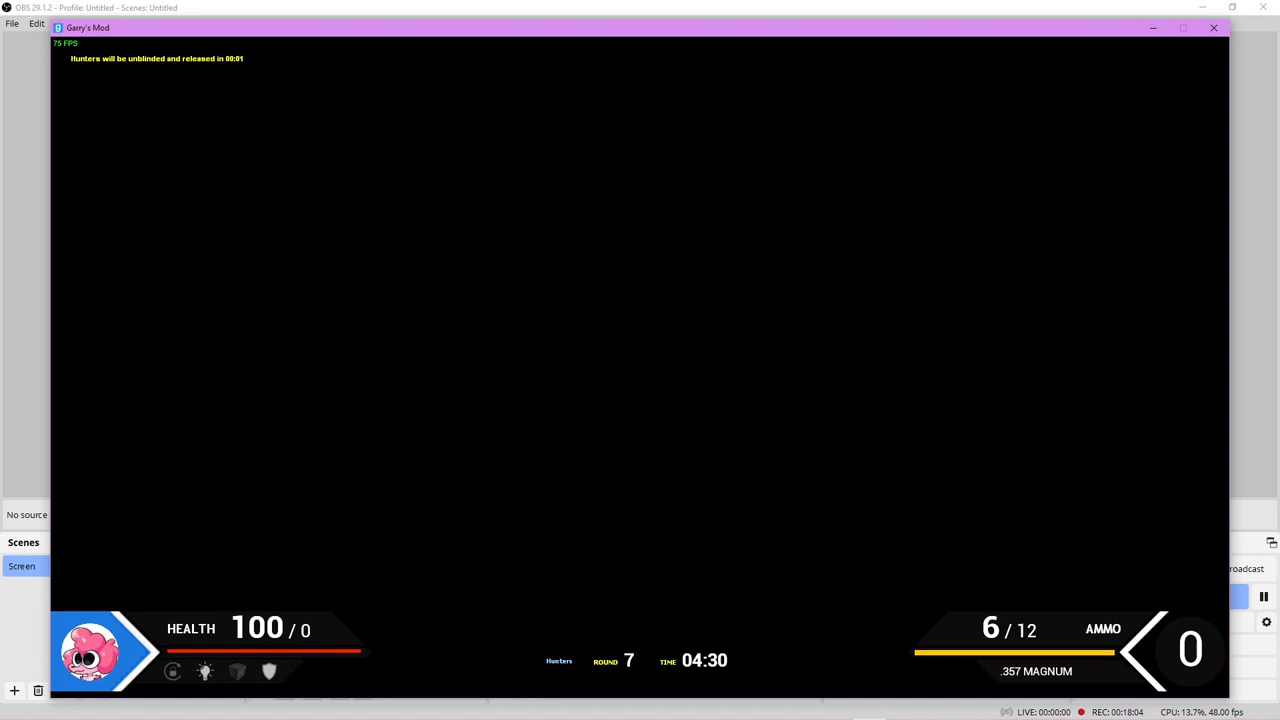 OBS 29.1.2 - Profile: Untitled - Scenes: Untitled
File Edit
Garry's Mod
75 FPS
Hunters will be unblinded and released in 00:01
No source
Scenes
Screen
roadcast
HEALTH 100 / 0
Hunters ROUND 7 TIME 04:30
6 / 12 AMMO
.357 MAGNUM
0
LIVE: 00:00:00 REC: 00:18:04 CPU: 13.7%, 48.00 fps